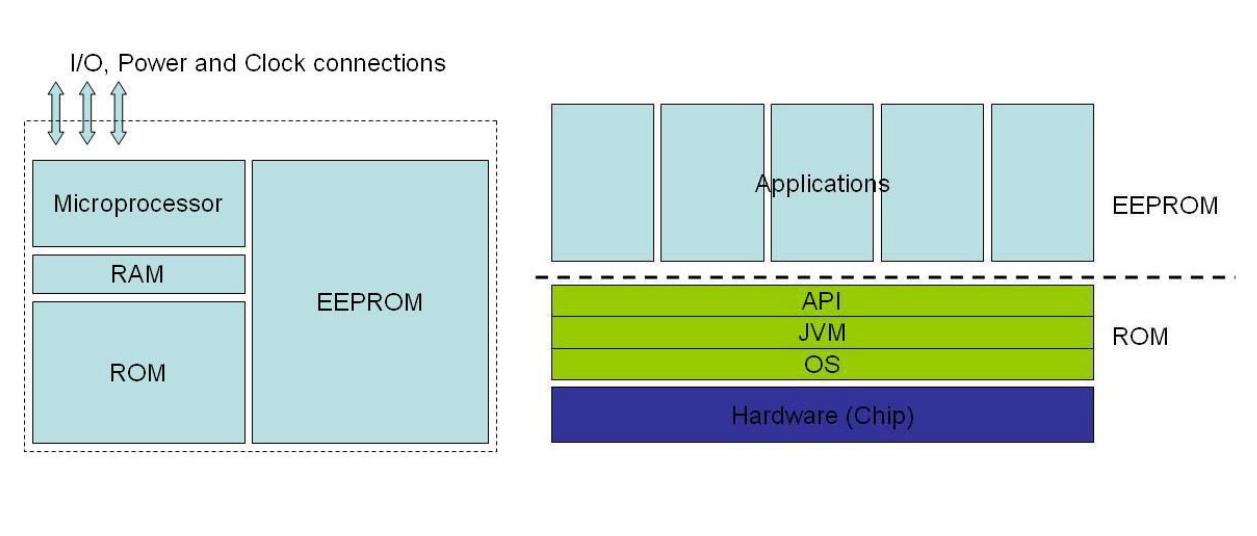 I/O, Power and Clock connections
Microprocessor
RAM
ROM
EEPROM
Applications
EEPROM
API
JVM
OS
ROM
Hardware (Chip)